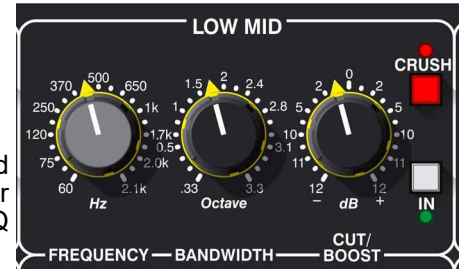 LOW MID
CRUSH
370 500 650
250 1k
120 1.7k
75 2.0k
60 2.1k
Hz
1.5 2 2.4
1 2.8
0.5 3.1
.33 3.3
Octave
2 0 2
5 5
10 10
11 11
12 12
− dB +
IN
d
r
Q
FREQUENCY
BANDWIDTH
CUT/
BOOST